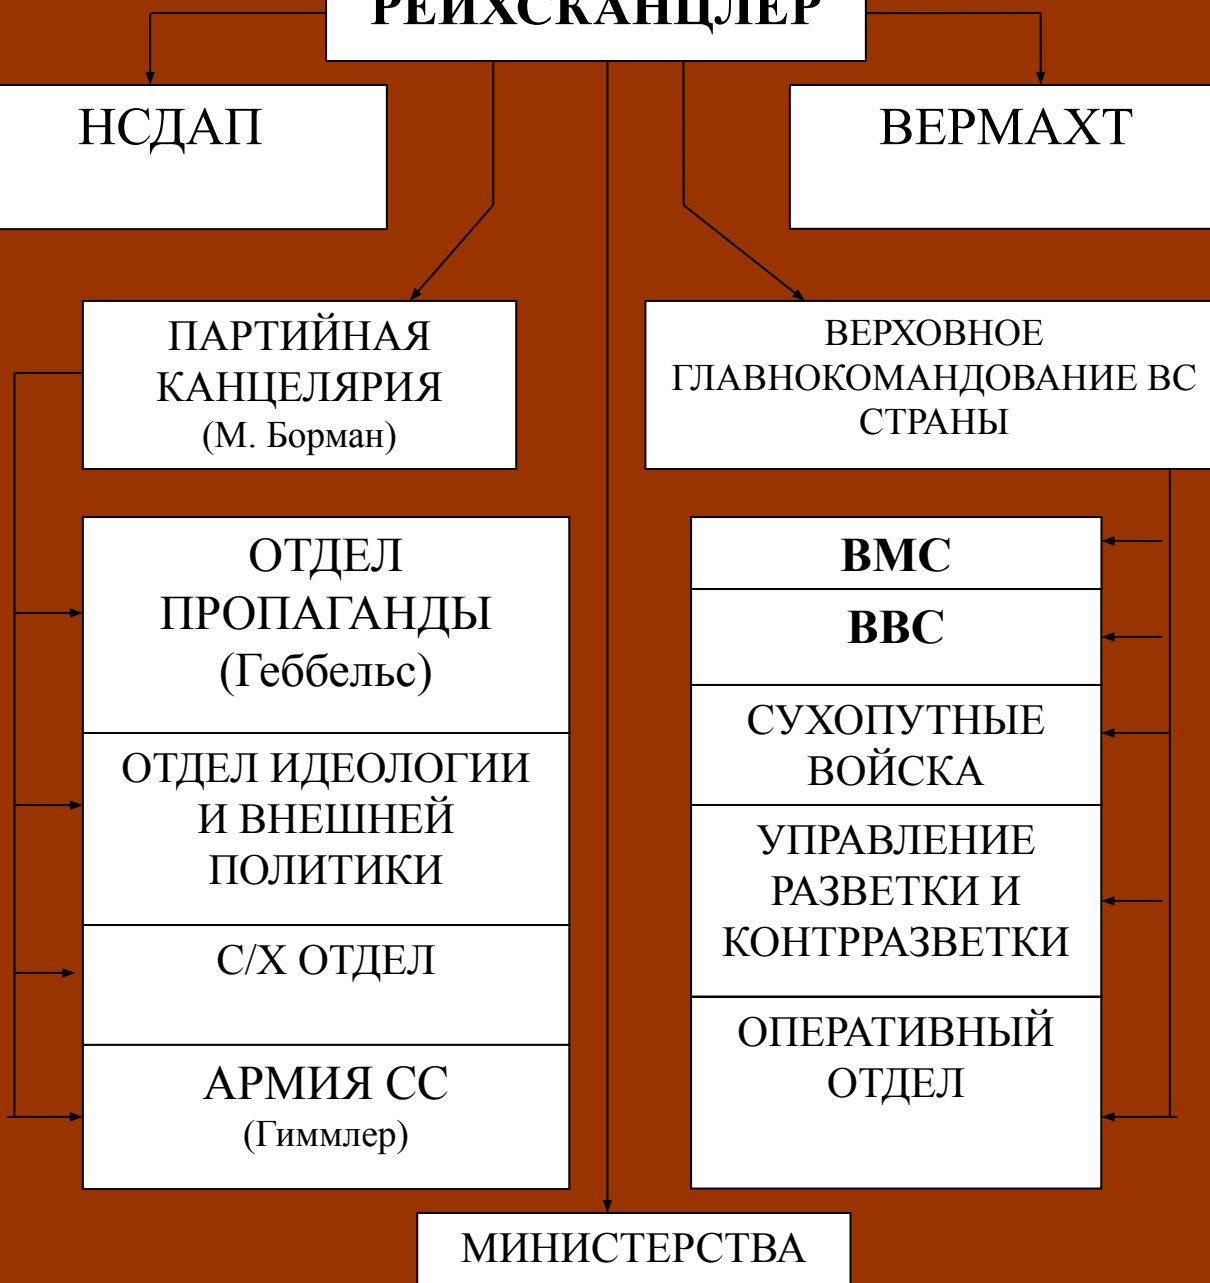 РЕЙХСКАНЦЛЕР
НСДАП
ВЕРМАХТ
ПАРТИЙНАЯ
КАНЦЕЛЯРИЯ
(М. Борман)
ВЕРХОВНОЕ
ГЛАВНОКОМАНДОВАНИЕ ВС
СТРАНЫ
ОТДЕЛ
ПРОПАГАНДЫ
(Геббельс)
ОТДЕЛ ИДЕОЛОГИИ
И ВНЕШНЕЙ
ПОЛИТИКИ
С/Х ОТДЕЛ
АРМИЯ СС
(Гиммлер)
ВМС
ВВС
СУХОПУТНЫЕ
ВОЙСКА
УПРАВЛЕНИЕ
РАЗВЕТКИ И
КОНТРРАЗВЕТКИ
ОПЕРАТИВНЫЙ
ОТДЕЛ
МИНИСТЕРСТВА